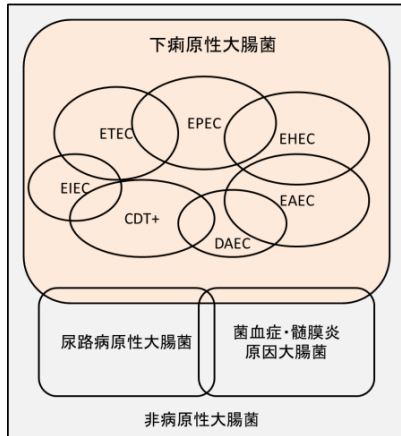 下痢原性大腸菌
EPEC
ETEC
EHEC
EIEC
EAEC
CDT+
DAEC
尿路病原性大腸菌
菌血症・髄膜炎
原因大腸菌
非病原性大腸菌